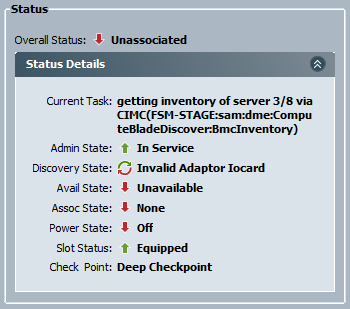 Status
Overall Status: Unassociated
Status Details
Current Task: getting inventory of server 3/8 via
CIMC(FSM-STAGE:sam:dme:Compu
teBladeDiscover:BmcInventory)
Admin State: In Service
Discovery State: Invalid Adaptor Iocard
Avail State: Unavailable
Assoc State: None
Power State: Off
Slot Status: Equipped
Check Point: Deep Checkpoint